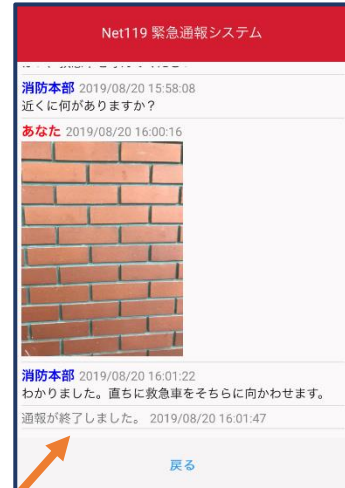 Net119 緊急通報システム
消防本部 2019/08/20 15:58:08
近くに何がありますか？
あなた 2019/08/20 16:00:16
消防本部 2019/08/20 16:01:22
わかりました。直ちに救急車をそちらに向かわせます。
通報が終了しました。 2019/08/20 16:01:47
戻る